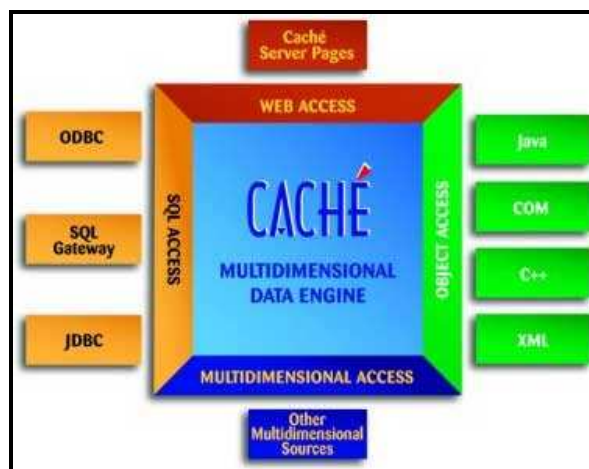 Caché
Server Pages
WEB ACCESS
ODBC
SQL
Gateway
JDBC
SQL ACCESS
CACHÉ
MULTIDIMENSIONAL
DATA ENGINE
OBJECT ACCESS
Java
COM
C++
XML
MULTIDIMENSIONAL ACCESS
Other
Multidimensional
Sources